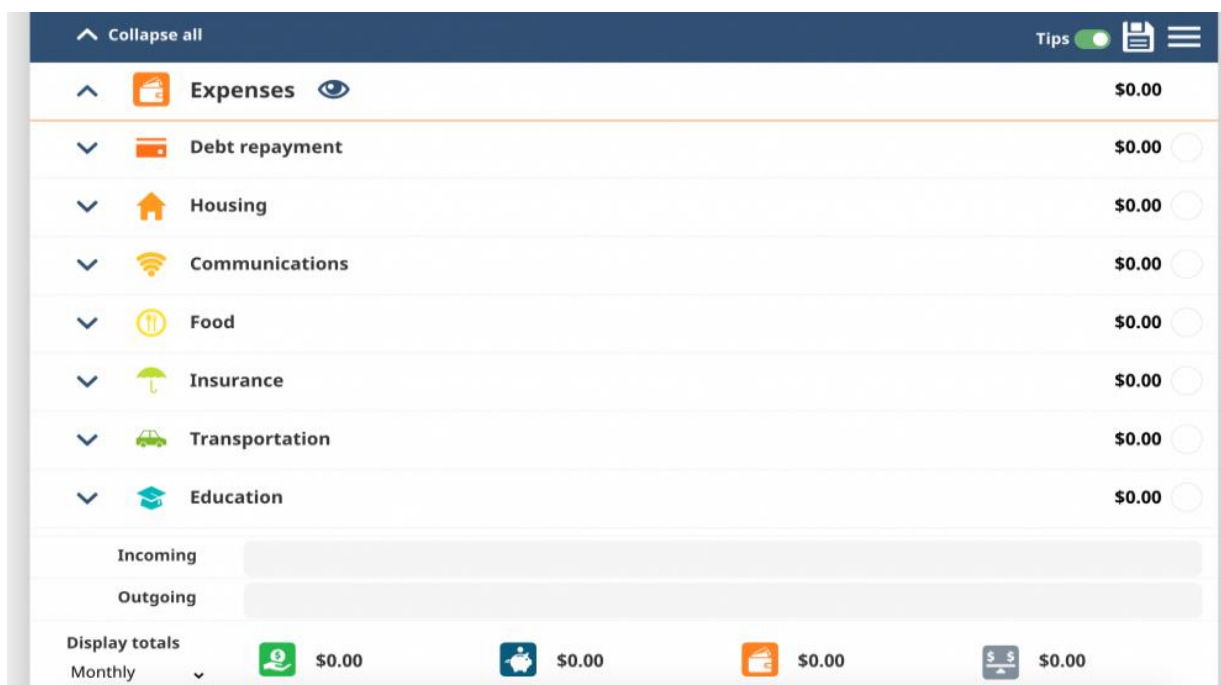 Collapse all Tips
Expenses $0.00
Debt repayment $0.00
Housing $0.00
Communications $0.00
Food $0.00
Insurance $0.00
Transportation $0.00
Education $0.00
Incoming
Outgoing
Display totals
Monthly $0.00 $0.00 $0.00 $ $ $0.00